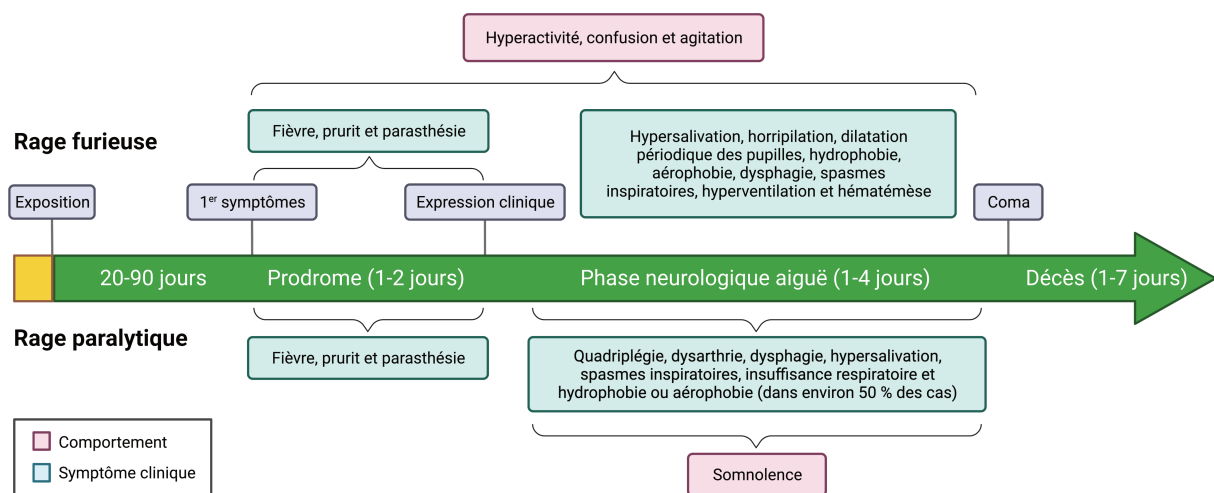 Hyperactivité, confusion et agitation
Rage furieuse
Fièvre, prurit et parasthésie
Hypersalivation, horripilation, dilatation
périodique des pupilles, hydrophobie,
aérophobie, dysphagie, spasmes
inspiratoires, hyperventilation et hématémèse
Exposition
1er symptômes
Expression clinique
Coma
20-90 jours
Prodrome (1-2 jours)
Phase neurologique aiguë (1-4 jours)
Décès (1-7 jours)
Rage paralytique
Fièvre, prurit et parasthésie
Quadriplégie, dysarthrie, dysphagie, hypersalivation,
spasmes inspiratoires, insuffisance respiratoire et
hydrophobie ou aérophobie (dans environ 50 % des cas)
Somnolence
Comportement
Symptôme clinique